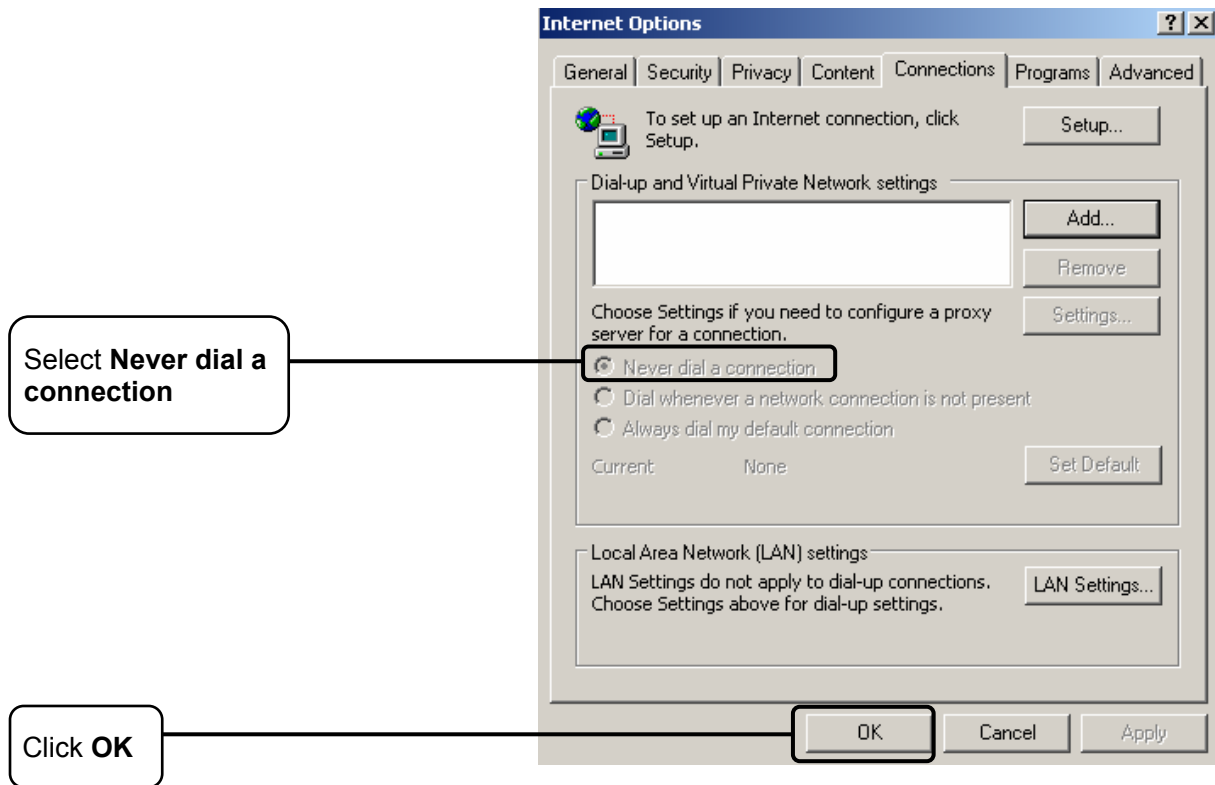 Internet Options
General Security Privacy Content Connections Programs Advanced
To set up an Internet connection, click
Setup.
Setup...
Dial-up and Virtual Private Network settings
Add...
Remove
Choose Settings if you need to configure a proxy
server for a connection.
Settings...
Select Never dial a
connection
Never dial a connection
Dial whenever a network connection is not present
Always dial my default connection
Current None Set Default
Local Area Network (LAN) settings
LAN Settings do not apply to dial-up connections.
Choose Settings above for dial-up settings.
LAN Settings...
Click OK
OK Cancel Apply